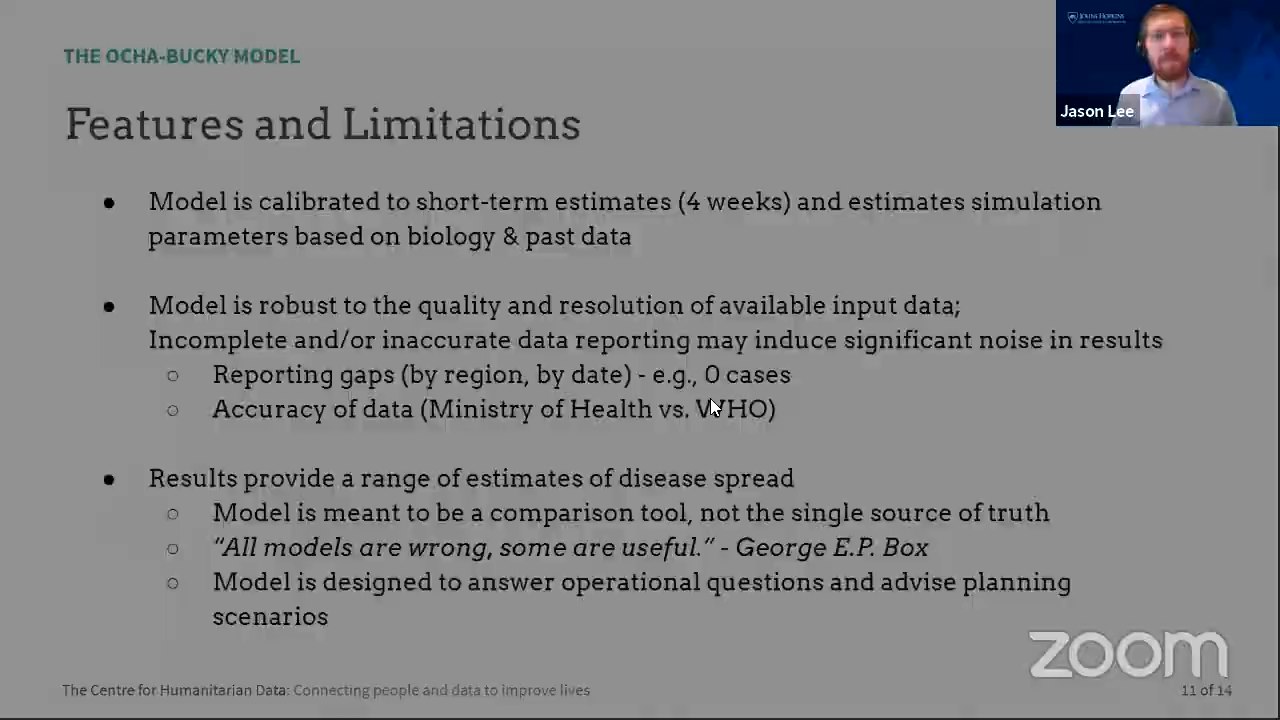 THE OCHA-BUCKY MODEL
JOHNS HOPKINS
Jason Lee
Features and Limitations
● Model is calibrated to short-term estimates (4 weeks) and estimates simulation
parameters based on biology & past data
● Model is robust to the quality and resolution of available input data;
Incomplete and/or inaccurate data reporting may induce significant noise in results
○ Reporting gaps (by region, by date) - e.g., 0 cases
○ Accuracy of data (Ministry of Health vs. WHO)
● Results provide a range of estimates of disease spread
○ Model is meant to be a comparison tool, not the single source of truth
○ “All models are wrong, some are useful.” - George E.P. Box
○ Model is designed to answer operational questions and advise planning
scenarios
zoom
The Centre for Humanitarian Data: Connecting people and data to improve lives
11 of 14